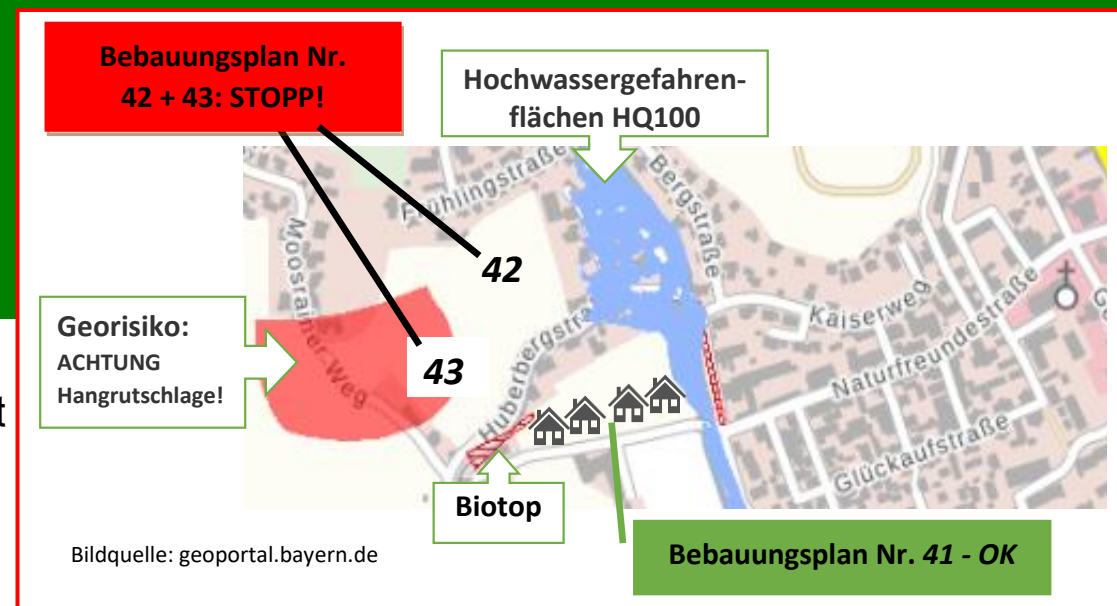 Bebauungsplan Nr.
42 + 43: STOPP!
Hochwassergefahren-
flächen HQ100
Frühlingstraße
Bergstraße
Moosrainer-Weg
42
Georisiko:
ACHTUNG
Hangrutschlage!
43
Huberbergstra
Kaiserweg
Naturfreundestraße
Glückaufstraße
t
Biotop
Bildquelle: geoportal.bayern.de
Bebauungsplan Nr. 41 - OK